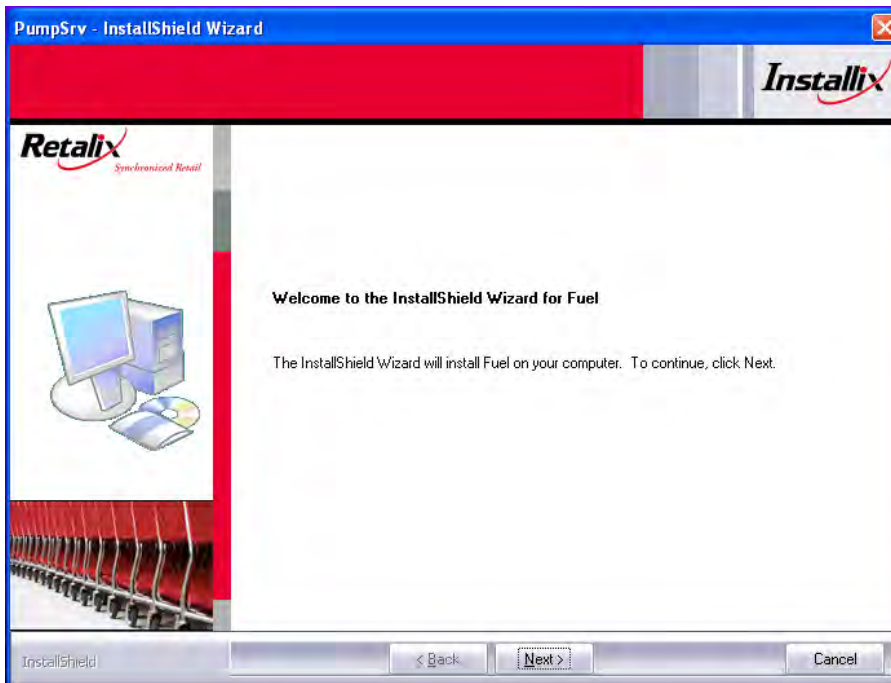 PumpSrv - InstallShield Wizard
Installix
Retalix
Synchronized Retail
Welcome to the InstallShield Wizard for Fuel
The InstallShield Wizard will install Fuel on your computer. To continue, click Next.
InstallShield
< Back
Next >
Cancel